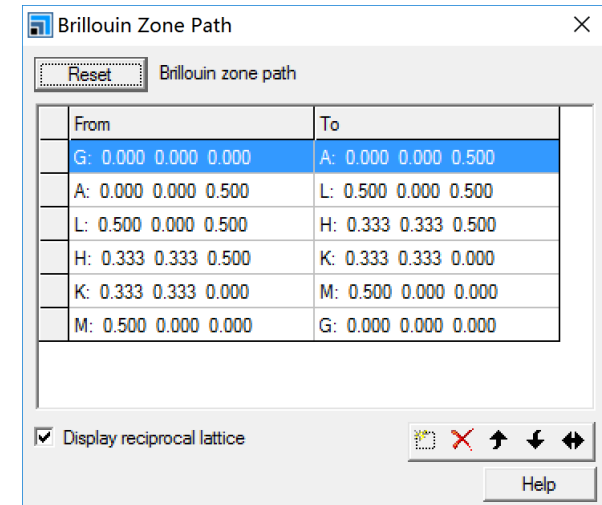 Brillouin Zone Path
Reset Brillouin zone path
From To
G: 0.000 0.000 0.000 A: 0.000 0.000 0.500
A: 0.000 0.000 0.500 L: 0.500 0.000 0.500
L: 0.500 0.000 0.500 H: 0.333 0.333 0.500
H: 0.333 0.333 0.500 K: 0.333 0.333 0.000
K: 0.333 0.333 0.000 M: 0.500 0.000 0.000
M: 0.500 0.000 0.000 G: 0.000 0.000 0.000
Display reciprocal lattice
Help